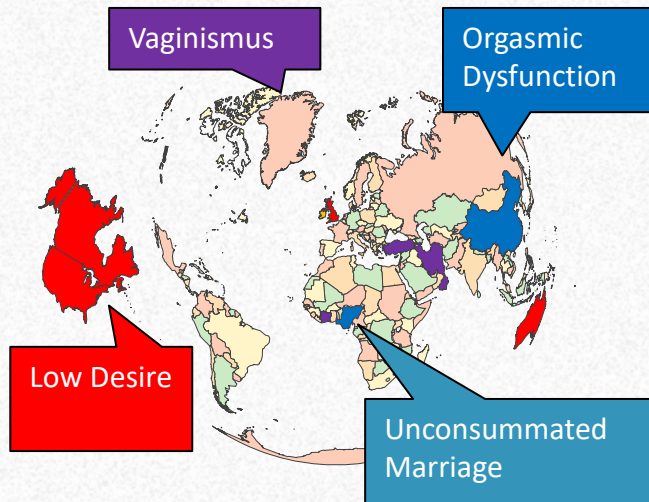 Vaginismus
Orgasmic
Dysfunction
Low Desire
Unconsummated
Marriage